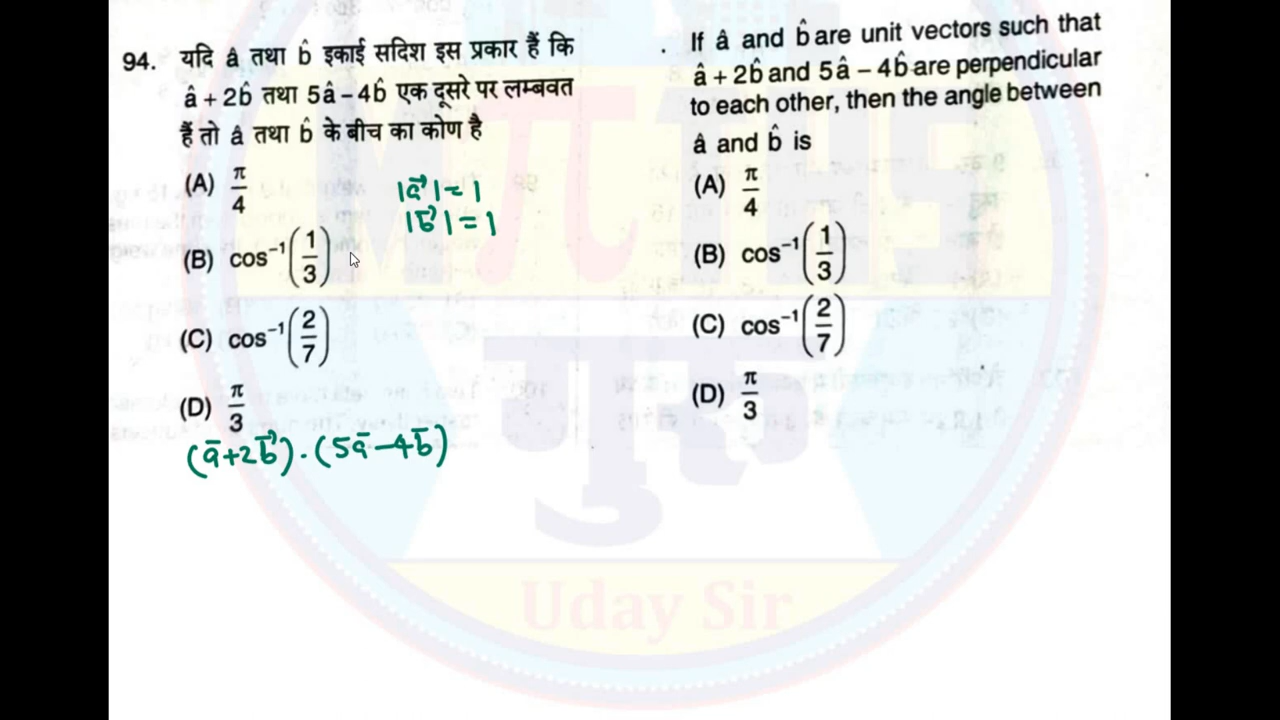 94. यदि â तथा b̂ इकाई सदिश इस प्रकार हैं कि
â + 2b̂ तथा 5â – 4b̂ एक दूसरे पर लम्बवत
हैं तो â तथा b̂ के बीच का कोण है
(A) π/4
(B) cos⁻¹(1/3)
(C) cos⁻¹(2/7)
(D) π/3
|a⃗| = 1
|b⃗| = 1
(a̅+2b⃗).(5a̅-4b̅)
. If â and b̂ are unit vectors such that
â + 2b̂ and 5â – 4b̂ are perpendicular
to each other, then the angle between
â and b̂ is
(A) π/4
(B) cos⁻¹(1/3)
(C) cos⁻¹(2/7)
(D) π/3
गुरु
Uday Sir